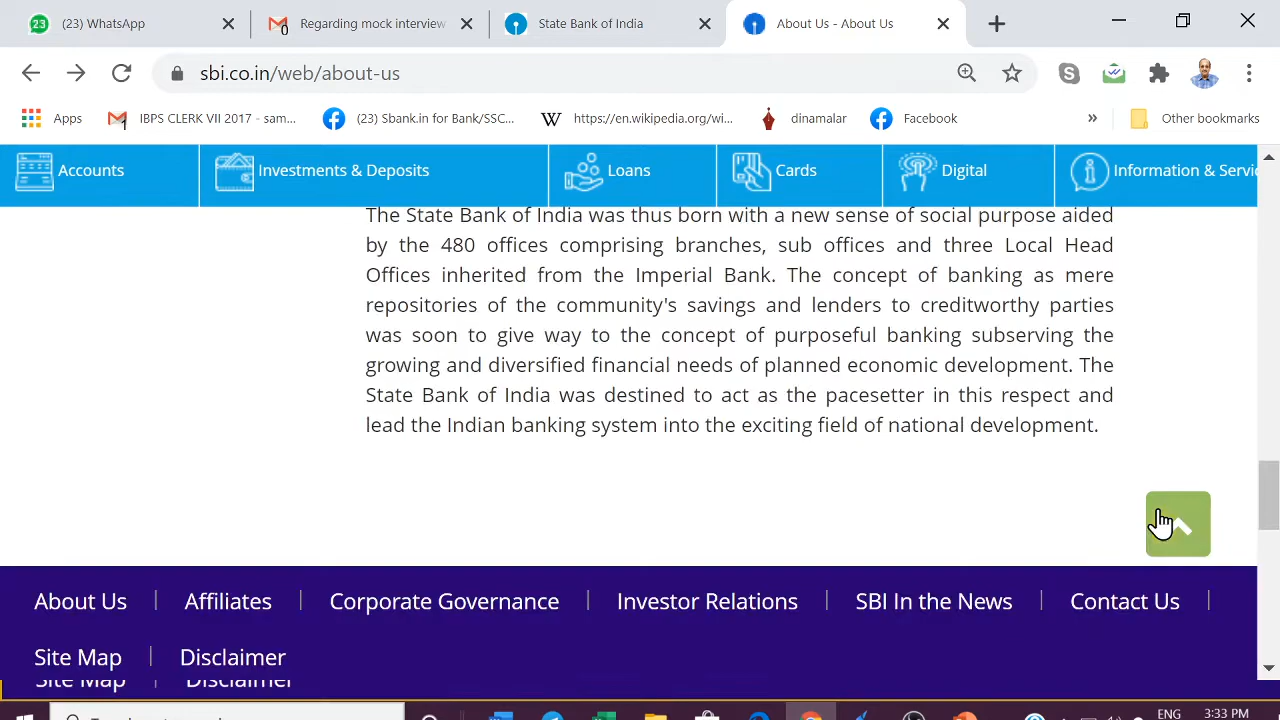 23 (23) WhatsApp
0 Regarding mock interview
State Bank of India
About Us - About Us
sbi.co.in/web/about-us
Apps
IBPS CLERK VII 2017 - sam...
(23) Sbank.in for Bank/SSC...
W https://en.wikipedia.org/wi...
dinamalar
Facebook
»
Other bookmarks
Accounts
Investments & Deposits
Loans
Cards
Digital
Information & Servic
The State Bank of India was thus born with a new sense of social purpose aided
by the 480 offices comprising branches, sub offices and three Local Head
Offices inherited from the Imperial Bank. The concept of banking as mere
repositories of the community's savings and lenders to creditworthy parties
was soon to give way to the concept of purposeful banking subserving the
growing and diversified financial needs of planned economic development. The
State Bank of India was destined to act as the pacesetter in this respect and
lead the Indian banking system into the exciting field of national development.
About Us | Affiliates | Corporate Governance | Investor Relations | SBI In the News | Contact Us |
Site Map | Disclaimer
Site Map | Disclaimer
ENG
3:33 PM